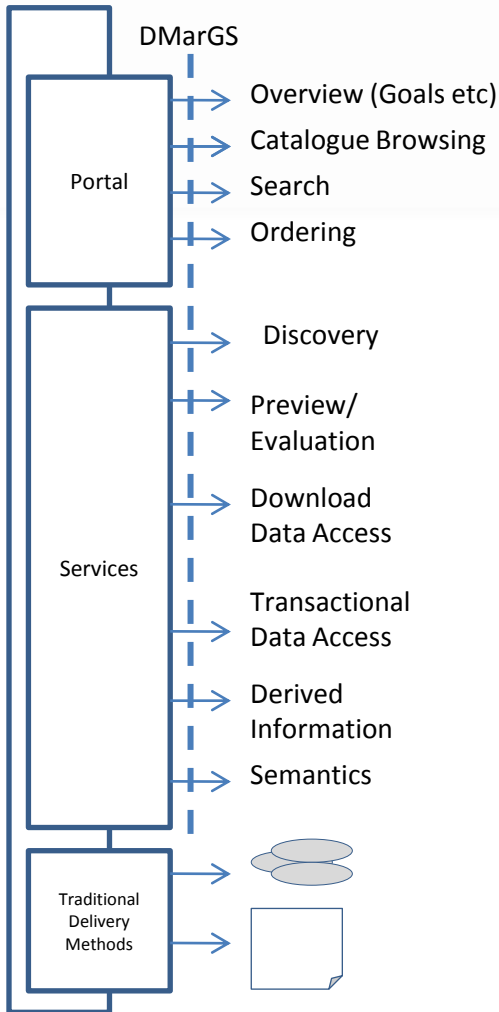 DMarGS
Portal
Overview (Goals etc)
Catalogue Browsing
Search
Ordering
Services
Discovery
Preview/
Evaluation
Download
Data Access
Transactional
Data Access
Derived
Information
Semantics
Traditional
Delivery
Methods